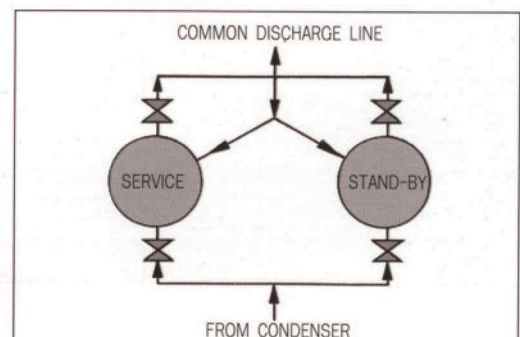 COMMON DISCHARGE LINE
SERVICE
STAND-BY
FROM CONDENSER